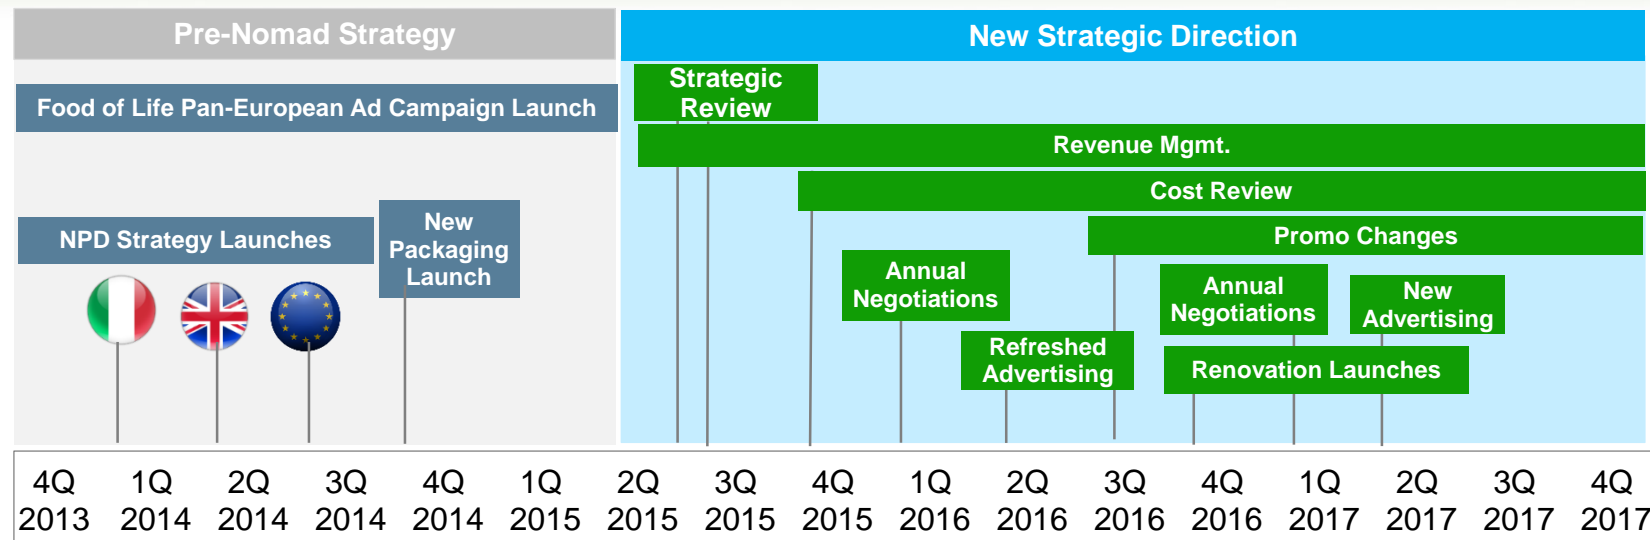 Pre-Nomad Strategy
New Strategic Direction
Food of Life Pan-European Ad Campaign Launch
Strategic
Review
Revenue Mgmt.
Cost Review
NPD Strategy Launches
New
Packaging
Launch
Promo Changes
Annual
Negotiations
Annual
Negotiations
New
Advertising
Refreshed
Advertising
Renovation Launches
4Q 1Q 2Q 3Q 4Q 1Q 2Q 3Q 4Q 1Q 2Q 3Q 4Q 1Q 2Q 3Q 4Q
2013 2014 2014 2014 2014 2015 2015 2015 2015 2016 2016 2016 2016 2017 2017 2017 2017